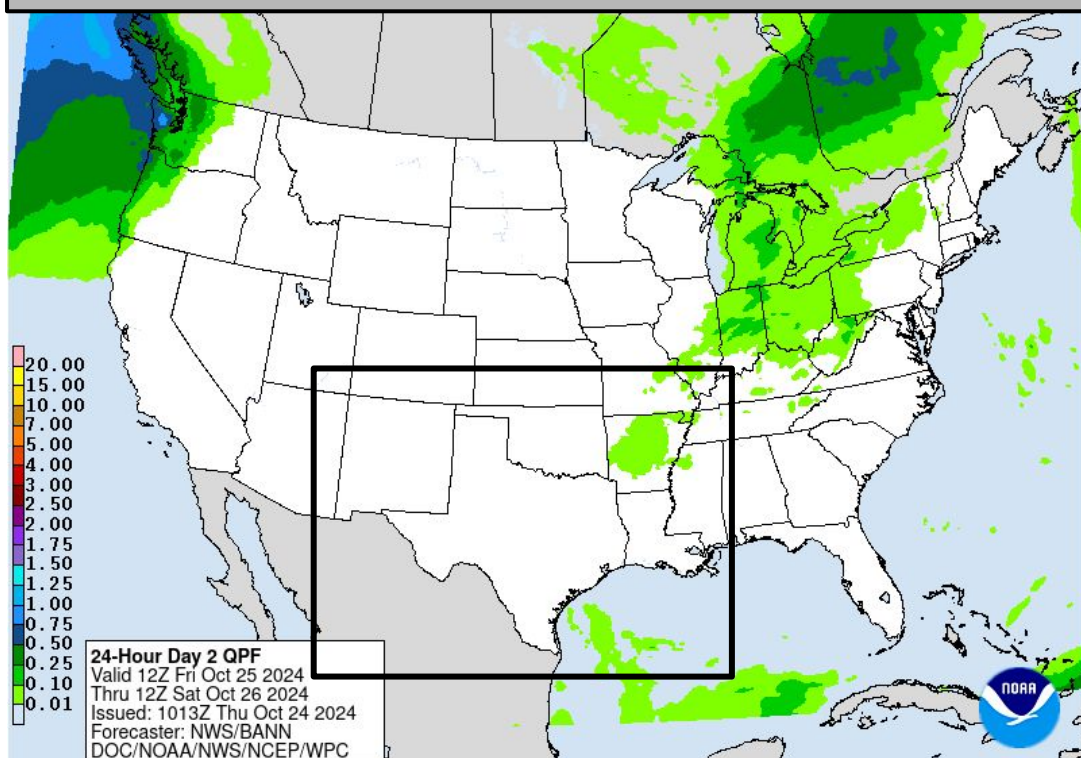 20.00
15.00
10.00
7.00
5.00
4.00
3.00
2.50
2.00
1.75
1.50
1.25
1.00
0.75
0.50
0.25
0.10
0.01
24-Hour Day 2 QPF
Valid 12Z Fri Oct 25 2024
Thru 12Z Sat Oct 26 2024
Issued: 1013Z Thu Oct 24 2024
Forecaster: NWS/BANN
DOC/NOAA/NWS/NCEP/WPC
NOAA